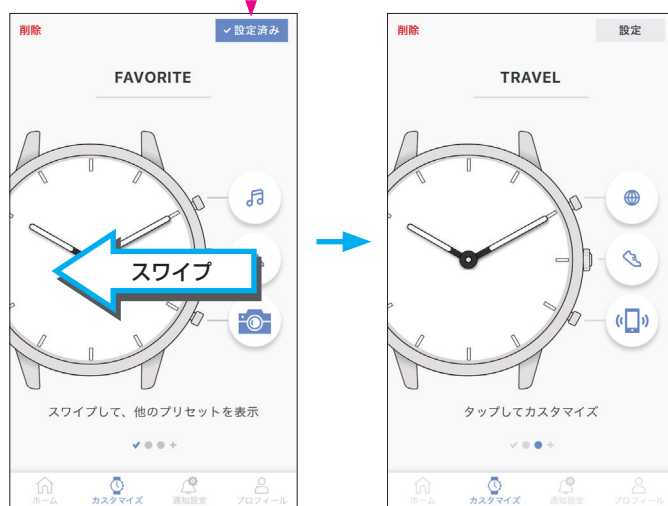 削除
✓設定済み
FAVORITE
スワイプ
スワイプして、他のプリセットを表示
ホーム
カスタマイズ
通知設定
プロフィール
削除
設定
TRAVEL
タップしてカスタマイズ
ホーム
カスタマイズ
通知設定
プロフィール